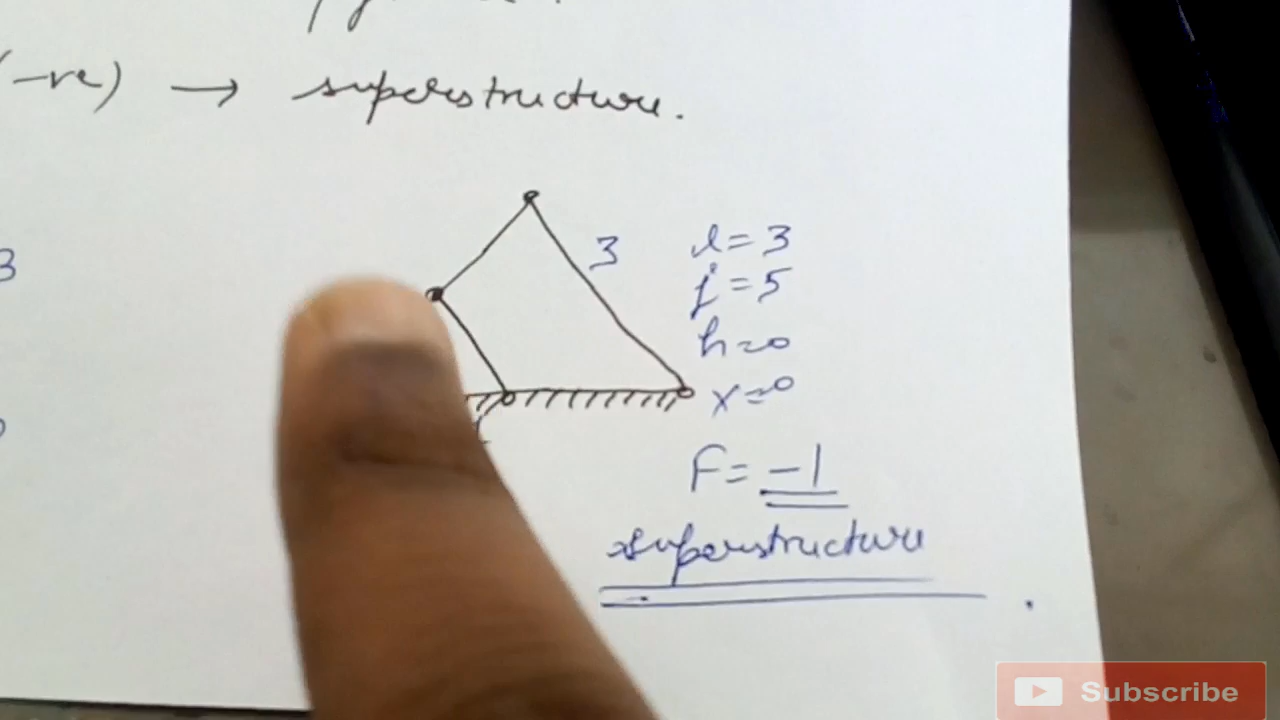 (-ve) → superstructure.
3
3
l = 3
j = 5
h = 0
x = 0
F = -1
superstructure
Subscribe